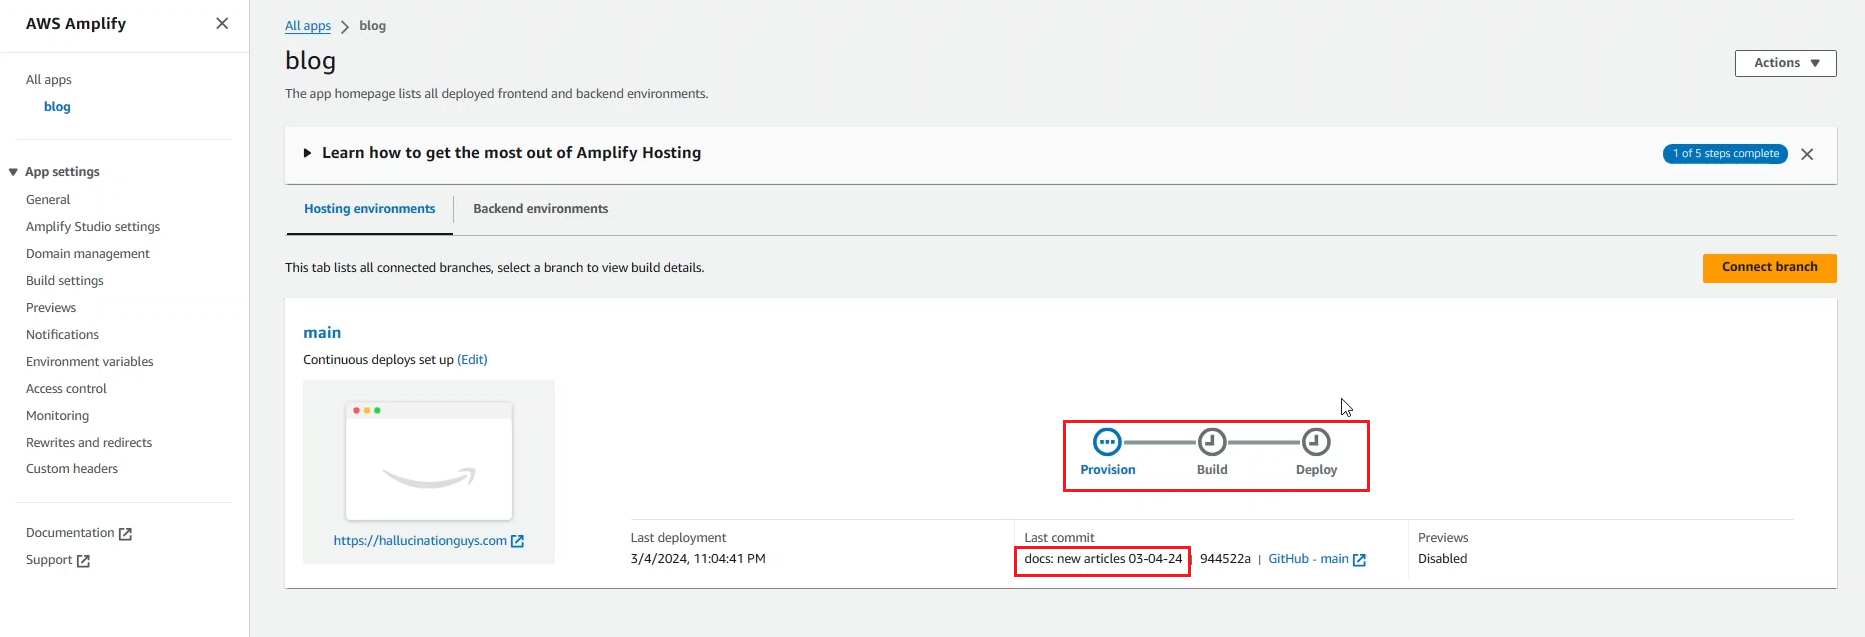 AWS Amplify
All apps
blog
App settings
General
Amplify Studio settings
Domain management
Build settings
Previews
Notifications
Environment variables
Access control
Monitoring
Rewrites and redirects
Custom headers
Documentation
Support
All apps > blog
blog
Actions
The app homepage lists all deployed frontend and backend environments.
Learn how to get the most out of Amplify Hosting
1 of 5 steps complete
Hosting environments
Backend environments
This tab lists all connected branches, select a branch to view build details.
Connect branch
main
Continuous deploys set up (Edit)
https://hallucinationguys.com
Provision
Build
Deploy
Last deployment
3/4/2024, 11:04:41 PM
Last commit
docs: new articles 03-04-24 | 944522a | GitHub - main
Previews
Disabled